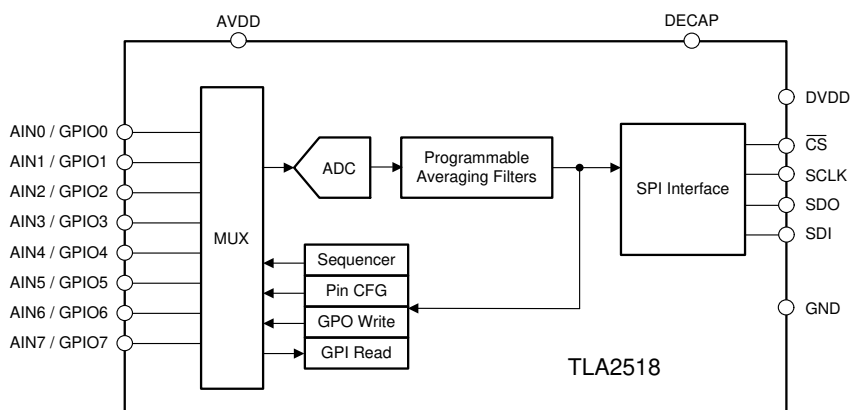 AVDD
DECAP
DVDD
AIN0 / GPIO0
AIN1 / GPIO1
AIN2 / GPIO2
AIN3 / GPIO3
AIN4 / GPIO4
AIN5 / GPIO5
AIN6 / GPIO6
AIN7 / GPIO7
MUX
ADC
Programmable
Averaging Filters
Sequencer
Pin CFG
GPO Write
GPI Read
SPI Interface
CS
SCLK
SDO
SDI
GND
TLA2518